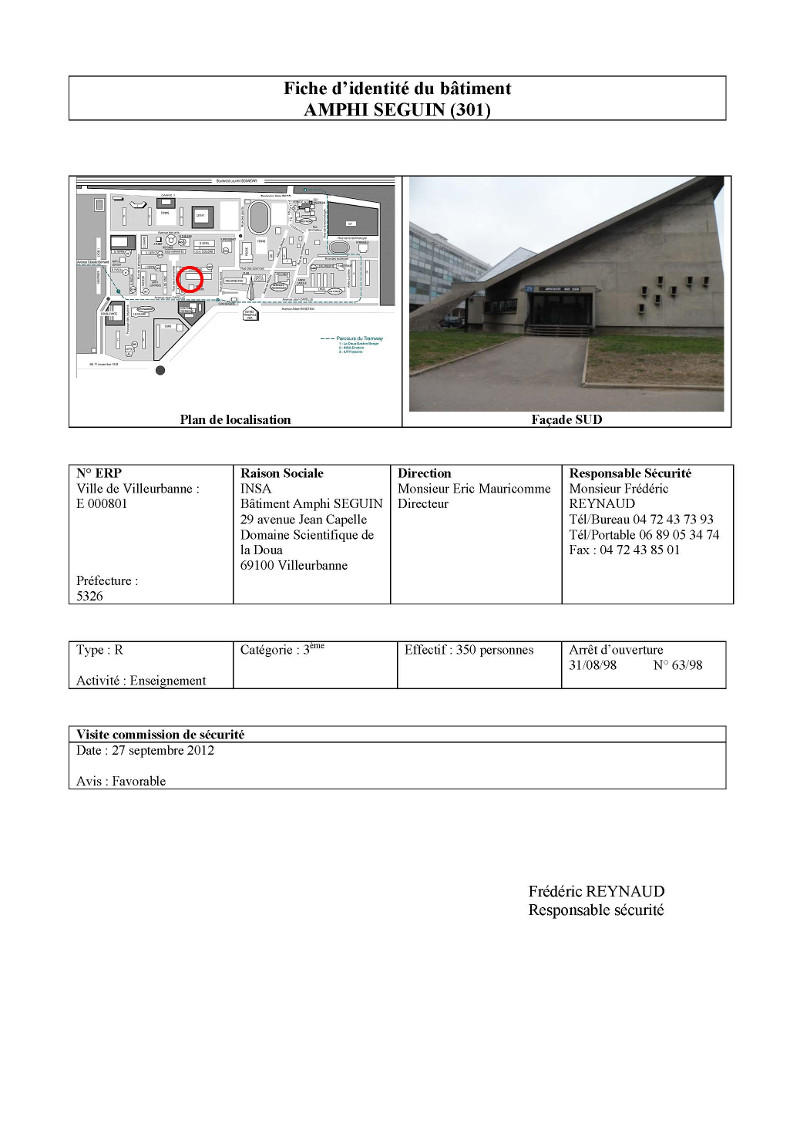 Fiche d'identité du bâtiment
AMPHI SEGUIN (301)
Parcours du Tramway
Plan de localisation
Façade SUD
N° ERP
Ville de Villeurbanne :
E 000801
Préfecture :
5326
Raison Sociale
INSA
Bâtiment Amphi SEGUIN
29 avenue Jean Capelle
Domaine Scientifique de
la Doua
69100 Villeurbanne
Direction
Monsieur Eric Mauricomme
Directeur
Responsable Sécurité
Monsieur Frédéric
REYNAUD
Tél/Bureau 04 72 43 73 93
Tél/Portable 06 89 05 34 74
Fax : 04 72 43 85 01
Type : R
Activité : Enseignement
Catégorie : 3ème
Effectif : 350 personnes
Arrêt d'ouverture
31/08/98 N° 63/98
Visite commission de sécurité
Date : 27 septembre 2012
Avis : Favorable
Frédéric REYNAUD
Responsable sécurité